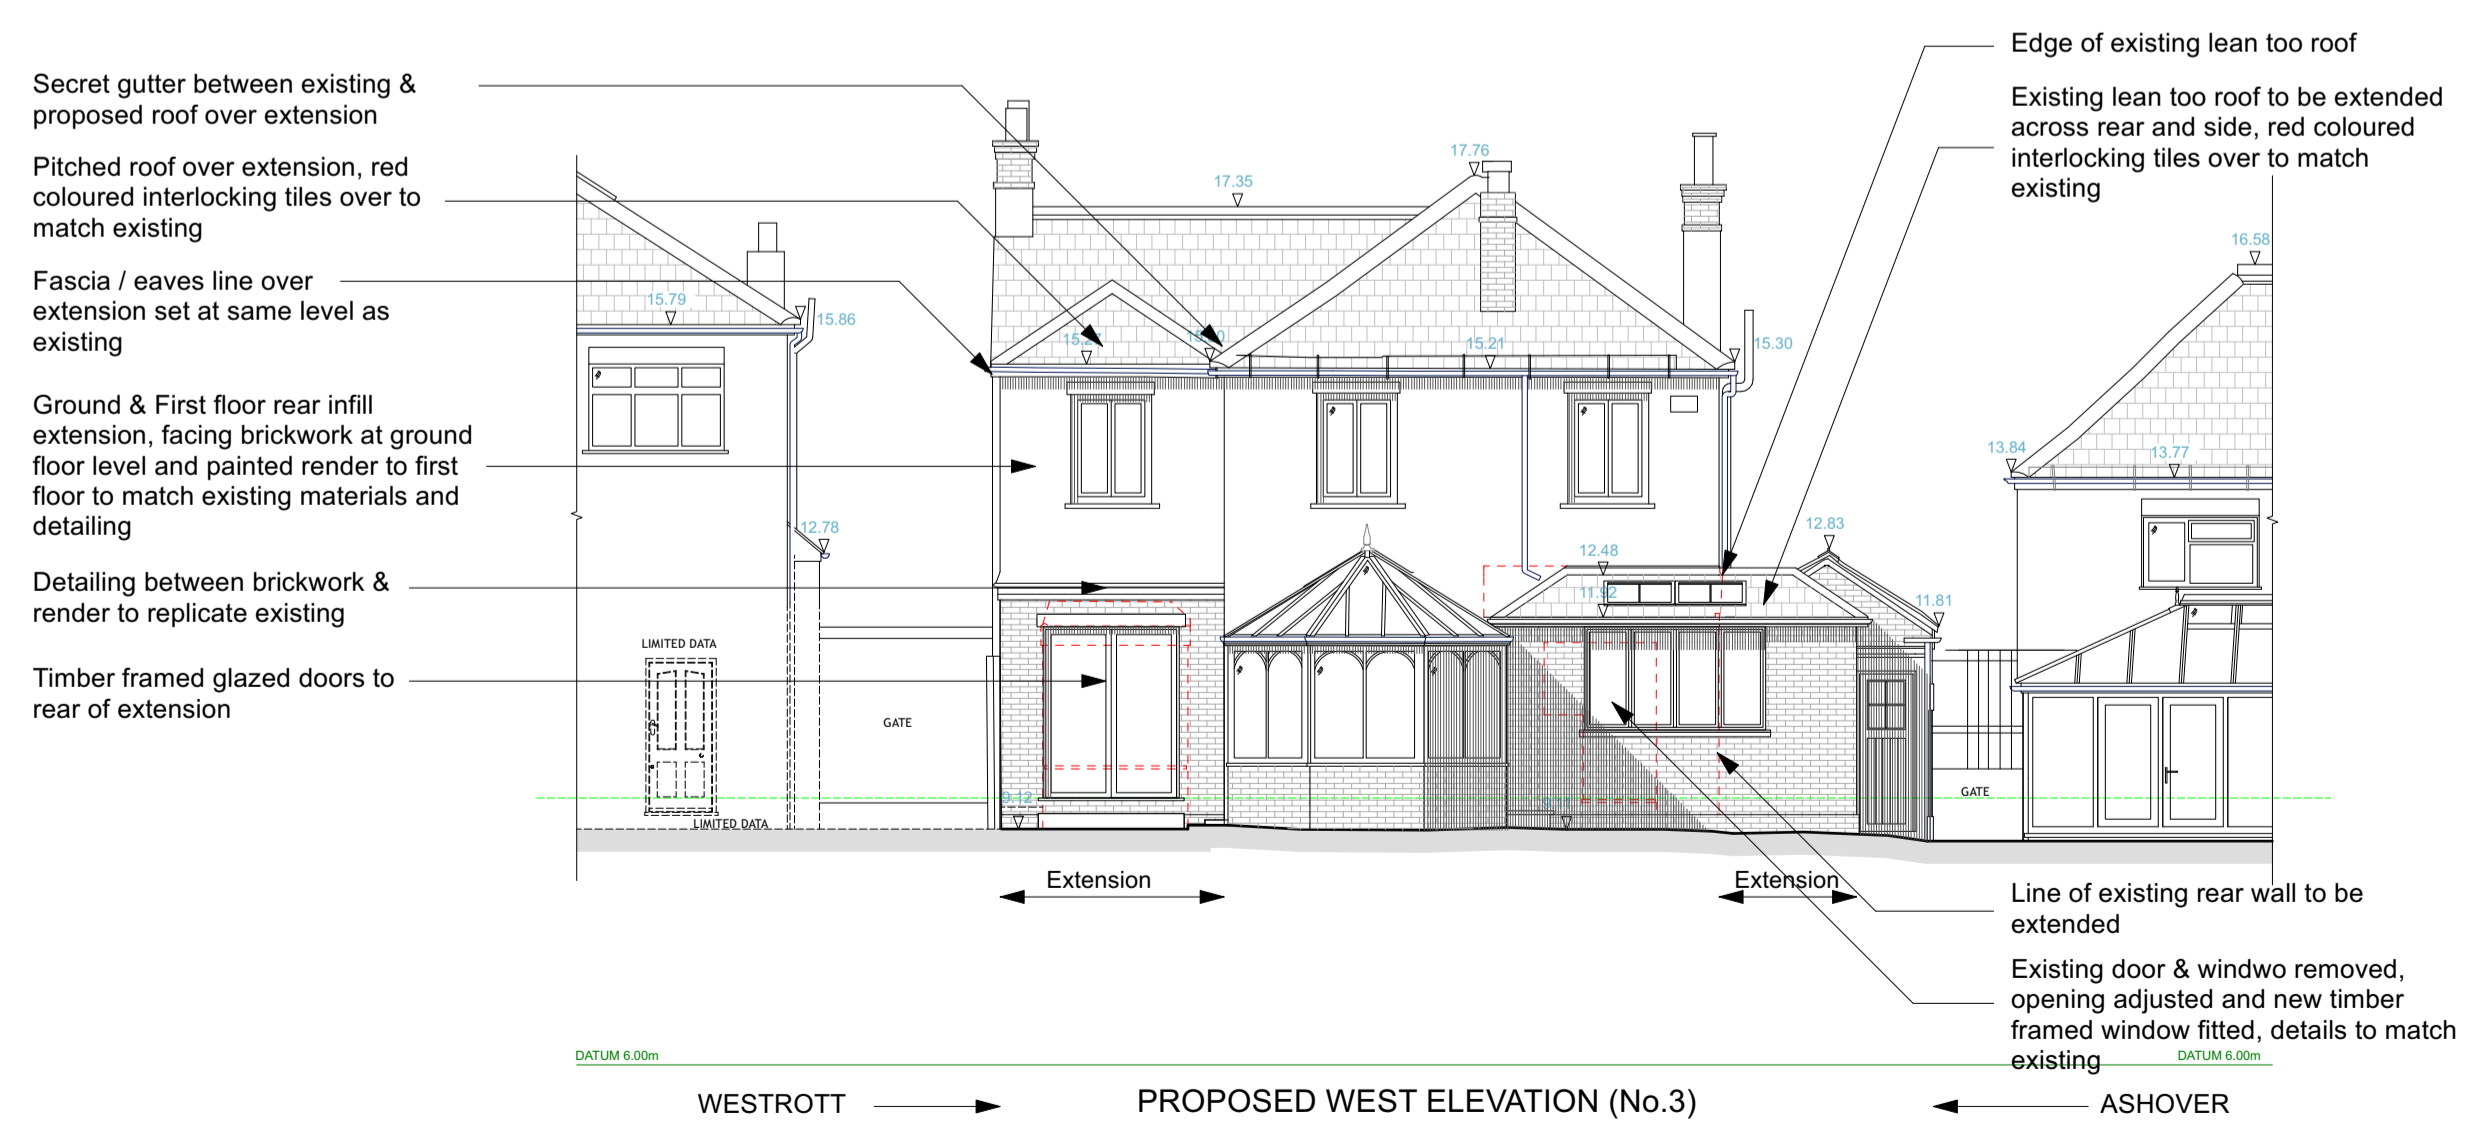 Secret gutter between existing &
proposed roof over extension
Pitched roof over extension, red
coloured interlocking tiles over to
match existing
Fascia / eaves line over
extension set at same level as
existing
Ground & First floor rear infill
extension, facing brickwork at ground
floor level and painted render to first
floor to match existing materials and
detailing
Detailing between brickwork &
render to replicate existing
Timber framed glazed doors to
rear of extension
Edge of existing lean too roof
Existing lean too roof to be extended
across rear and side, red coloured
interlocking tiles over to match
existing
17.76
17.35
16.58
15.79
15.86
15.27
15.21
15.30
13.84
13.77
12.78
12.83
12.48
11.92
11.81
LIMITED DATA
GATE
9.12
LIMITED DATA
GATE
Extension
Extension
Line of existing rear wall to be
extended
Existing door & windwo removed,
opening adjusted and new timber
framed window fitted, details to match
existing
DATUM 6.00m
DATUM 6.00m
WESTROTT
PROPOSED WEST ELEVATION (No.3)
ASHOVER